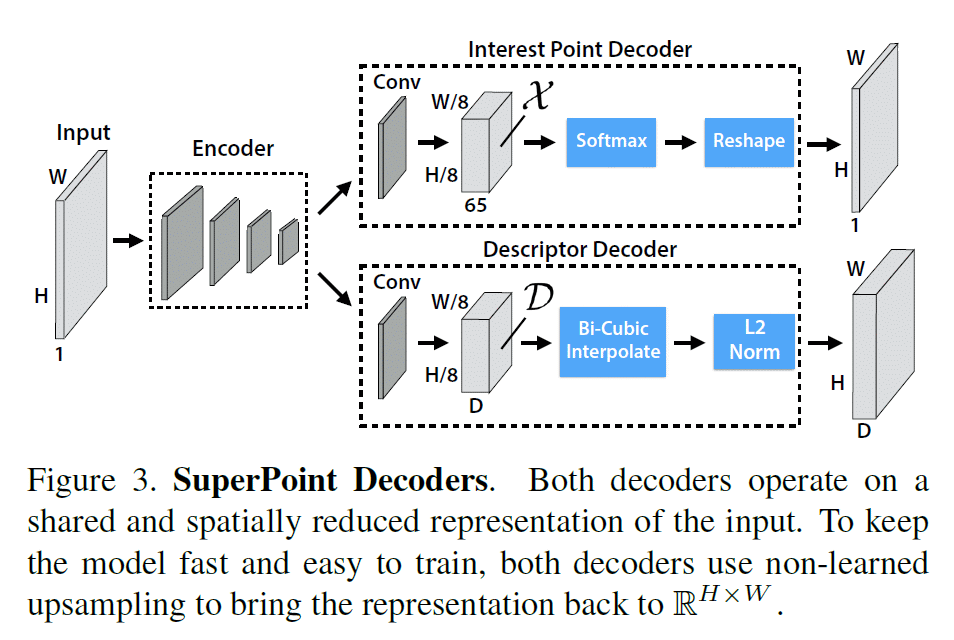 Interest Point Decoder
Conv
W/8
𝒳
W
Input
W
Encoder
Softmax
Reshape
H/8
65
H
1
H
1
Descriptor Decoder
Conv
W/8
𝒟
W
Bi-Cubic
Interpolate
L2
Norm
H/8
D
H
D
Figure 3. SuperPoint Decoders. Both decoders operate on a
shared and spatially reduced representation of the input. To keep
the model fast and easy to train, both decoders use non-learned
upsampling to bring the representation back to ℝ^{H×W}.